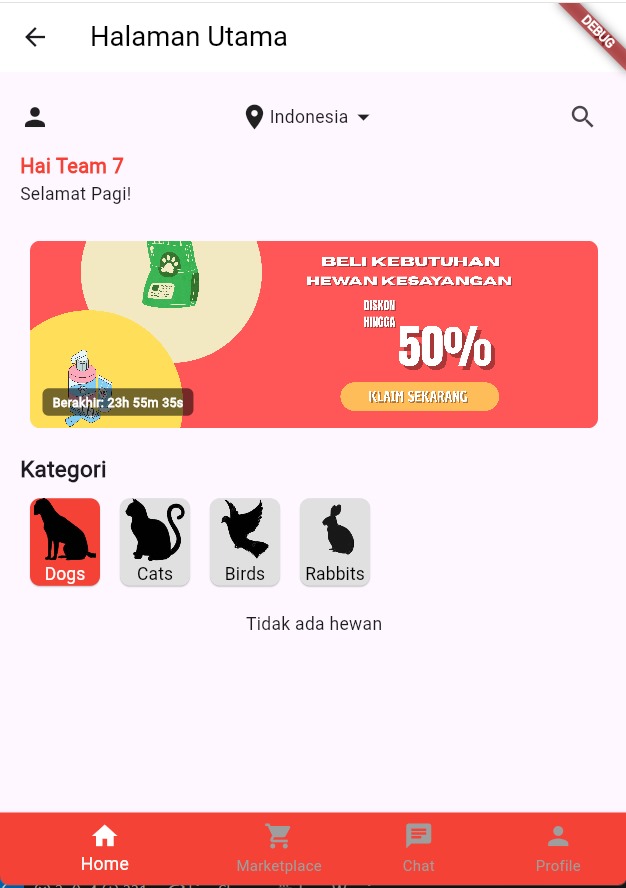 Halaman Utama
DEBUG
Indonesia
Hai Team 7
Selamat Pagi!
BELI KEBUTUHAN
HEWAN KESAYANGAN
DISKON
HINGGA
50%
KLAIM SEKARANG
Berakhir: 23h 55m 35s
Kategori
Dogs
Cats
Birds
Rabbits
Tidak ada hewan
Home
Marketplace
Chat
Profile